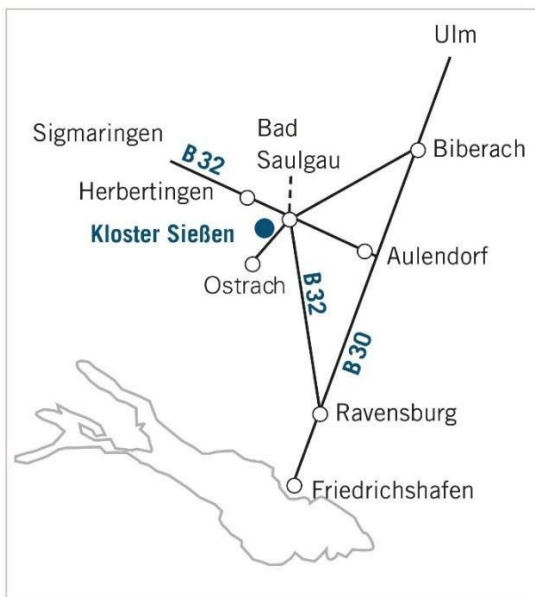 Ulm
Sigmaringen
B 32
Bad
Saulgau
Biberach
Herbertingen
Kloster Sießen
Aulendorf
Ostrach
B 32
B 30
Ravensburg
Friedrichshafen